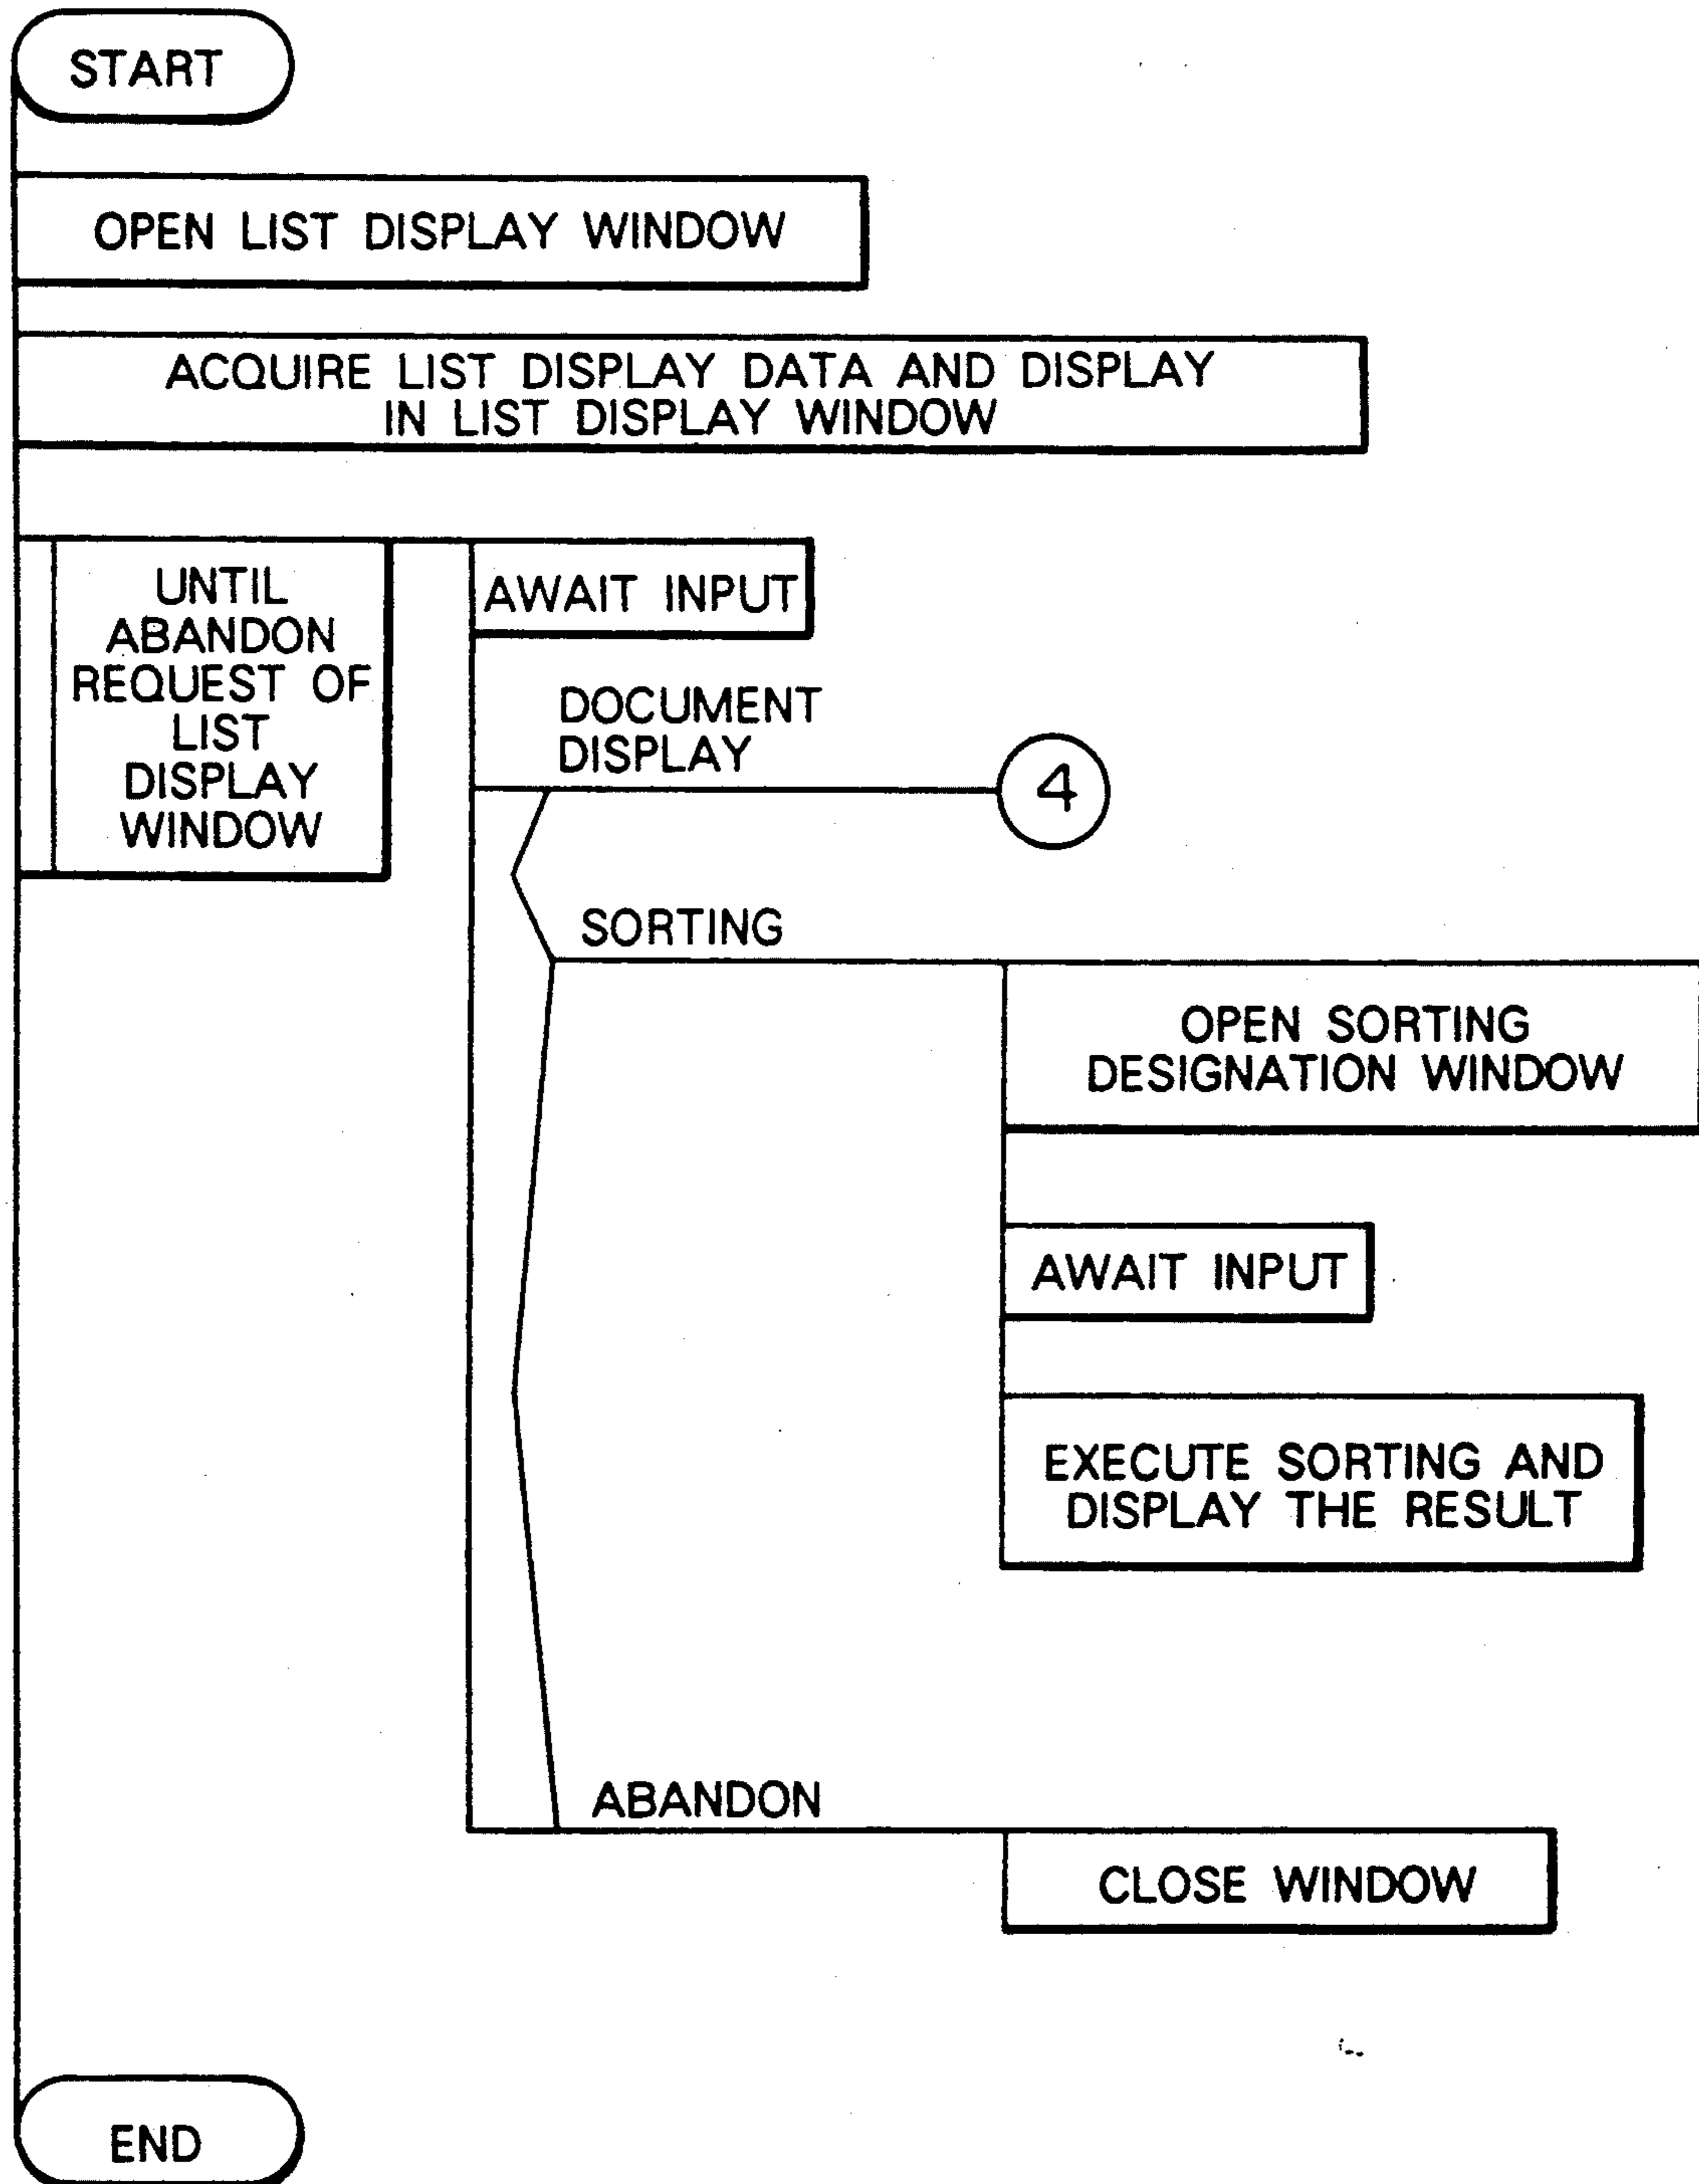 START
OPEN LIST DISPLAY WINDOW
ACQUIRE LIST DISPLAY DATA AND DISPLAY
IN LIST DISPLAY WINDOW
UNTIL
ABANDON
REQUEST OF
LIST
DISPLAY
WINDOW
AWAIT INPUT
DOCUMENT
DISPLAY
4
SORTING
OPEN SORTING
DESIGNATION WINDOW
AWAIT INPUT
EXECUTE SORTING AND
DISPLAY THE RESULT
ABANDON
CLOSE WINDOW
END